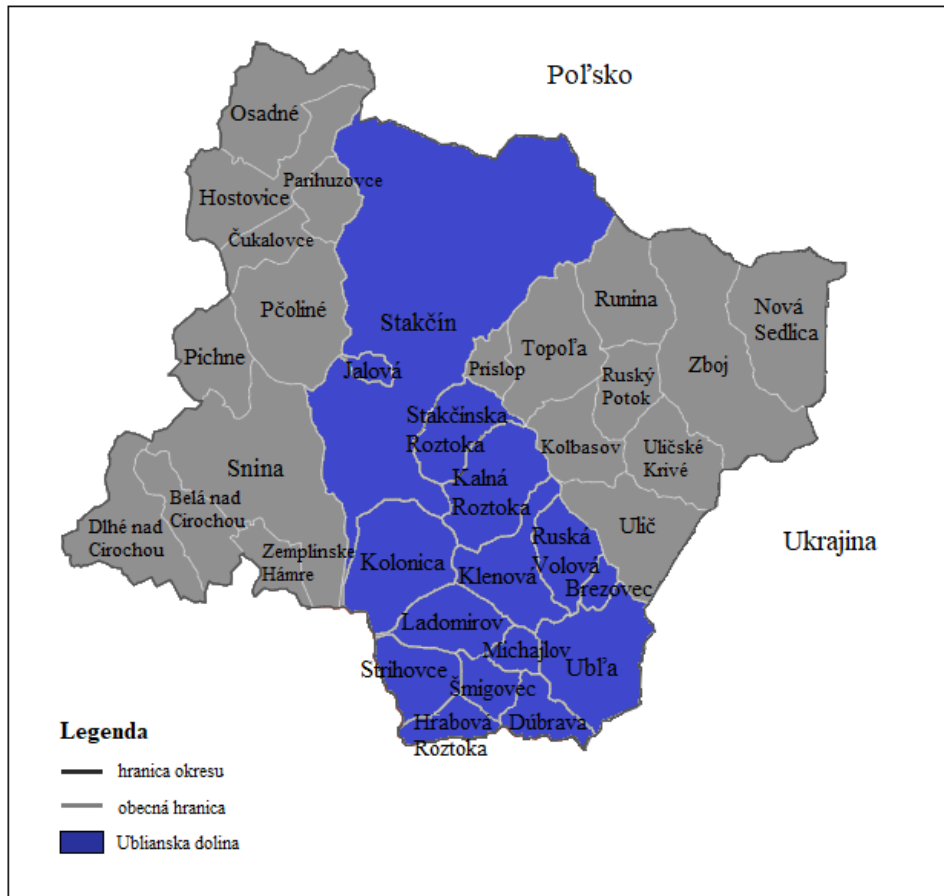 Poľsko
Osadné
Parihuzovce
Hostovice
Čukalovce
Pčoliné
Runina
Nová
Sedlica
Stakčín
Topoľa
Pichne
Zboj
Príslop
Jalová
Ruský
Potok
Stakčínska
Roztoka
Kolbasov
Uličské
Krivé
Snina
Kalná
Roztoka
Belá nad
Cirochou
Dlhé nad
Cirochou
Ulič
Ruská
Volová
Ukrajina
Zemplínske
Hámre
Kolonica
Klenová
Brezovec
Ladomirov
Michajlov
Ubľa
Strihovce
Šmigovec
Hrabová
Roztoka
Dúbrava
Legenda
hranica okresu
obecná hranica
Ublianska dolina